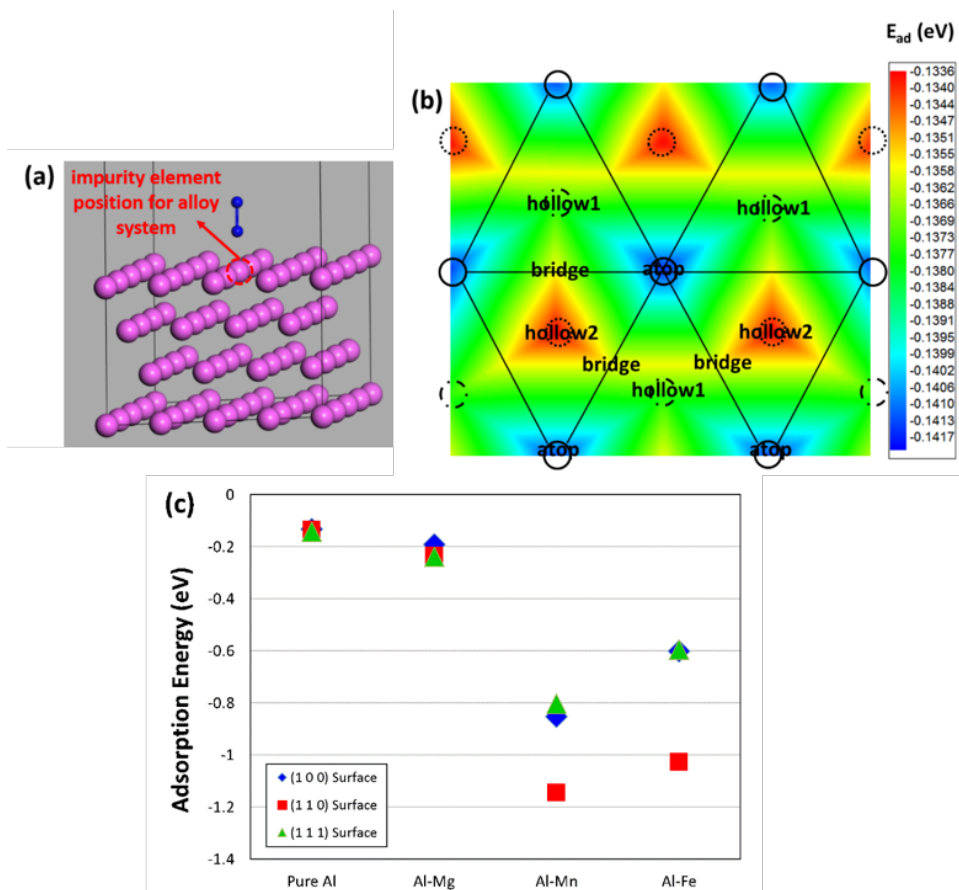 E_ad (eV)
(a)
impurity element
position for alloy
system
(b)
hollow1
hollow1
bridge
atop
hollow2
hollow2
bridge
bridge
hollow1
atop
atop
-0.1336
-0.1340
-0.1344
-0.1347
-0.1351
-0.1355
-0.1358
-0.1362
-0.1366
-0.1369
-0.1373
-0.1377
-0.1380
-0.1384
-0.1388
-0.1391
-0.1395
-0.1399
-0.1402
-0.1406
-0.1410
-0.1413
-0.1417
(c)
Adsorption Energy (eV)
0
-0.2
-0.4
-0.6
-0.8
-1
-1.2
-1.4
(1 0 0) Surface
(1 1 0) Surface
(1 1 1) Surface
Pure Al Al-Mg Al-Mn Al-Fe